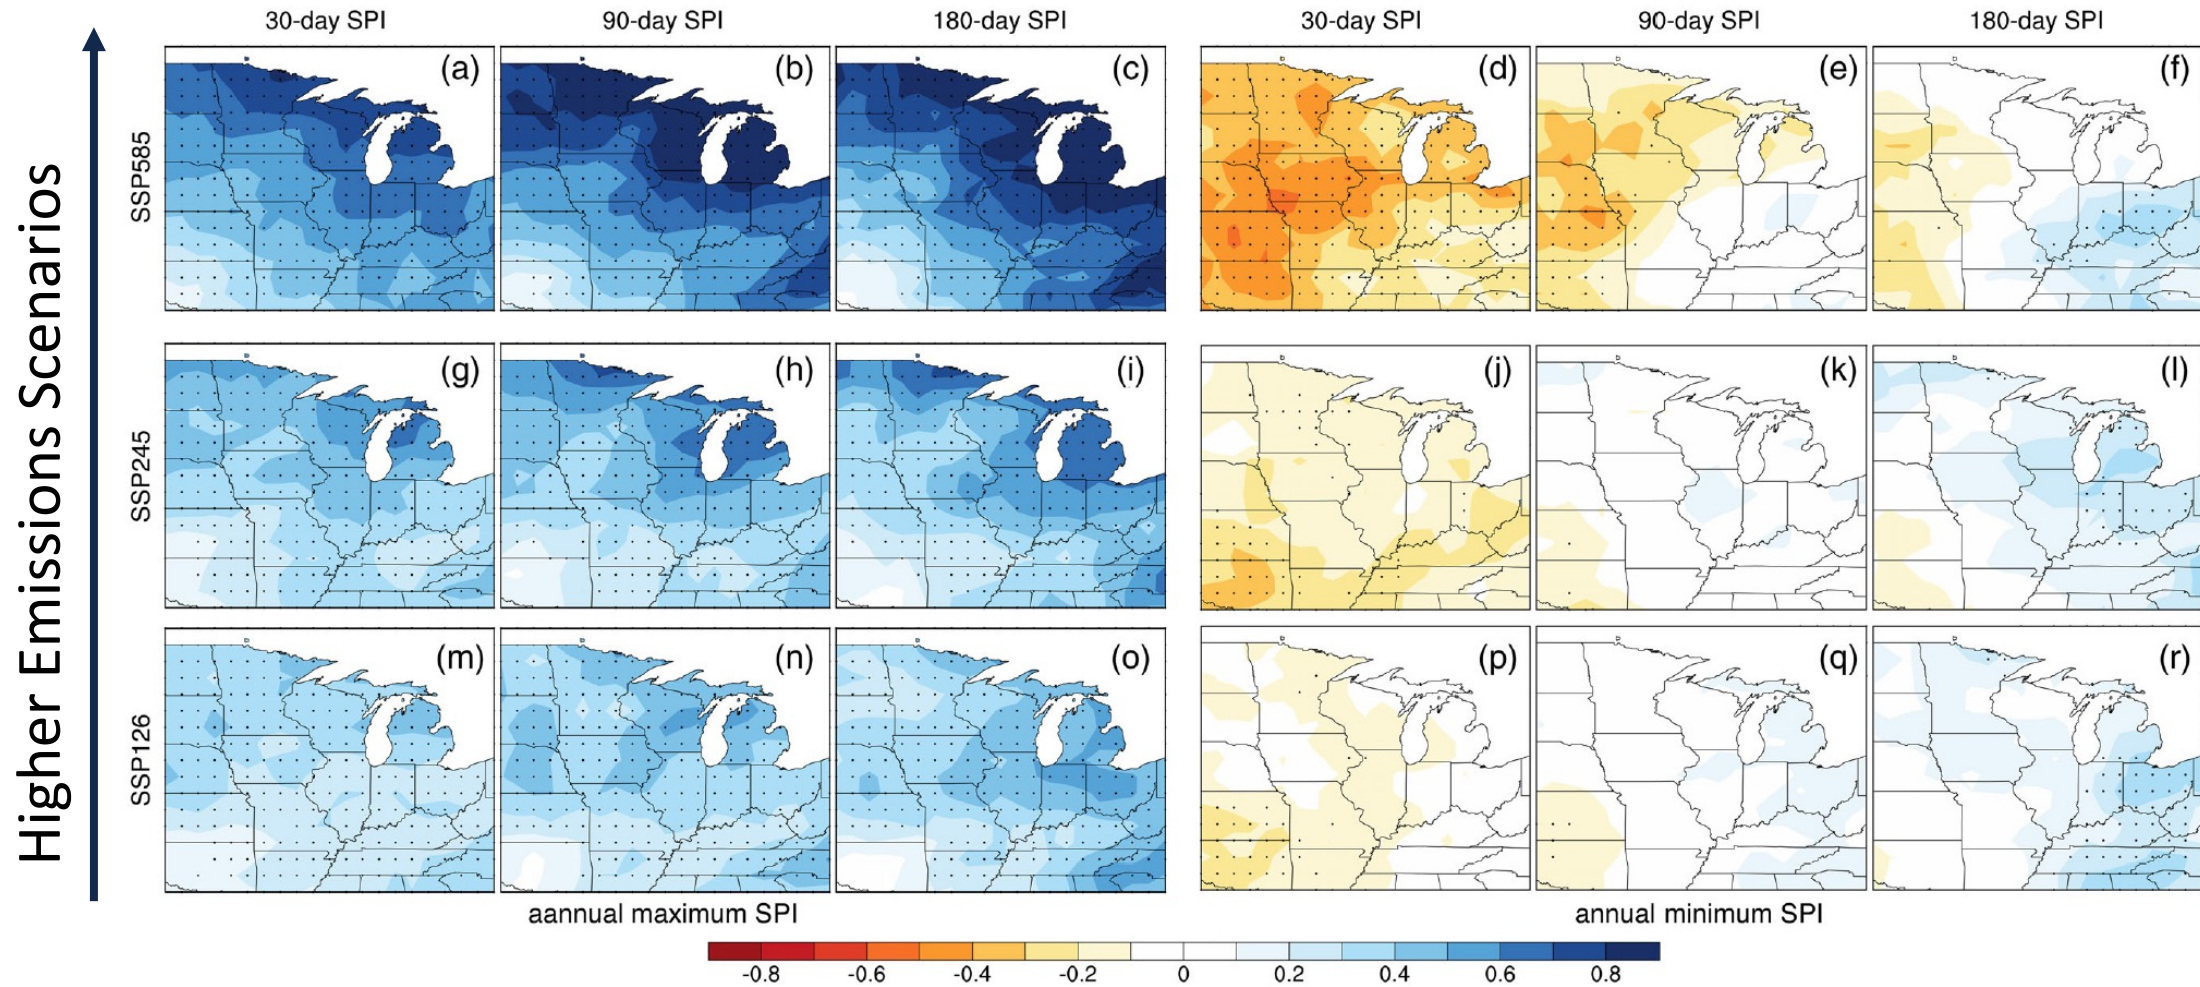 30-day SPI 90-day SPI 180-day SPI 30-day SPI 90-day SPI 180-day SPI
Higher Emissions Scenarios
SSP585
(a) (b) (c) (d) (e) (f)
SSP245
(g) (h) (i) (j) (k) (l)
SSP126
(m) (n) (o) (p) (q) (r)
aannual maximum SPI annual minimum SPI
-0.8 -0.6 -0.4 -0.2 0 0.2 0.4 0.6 0.8